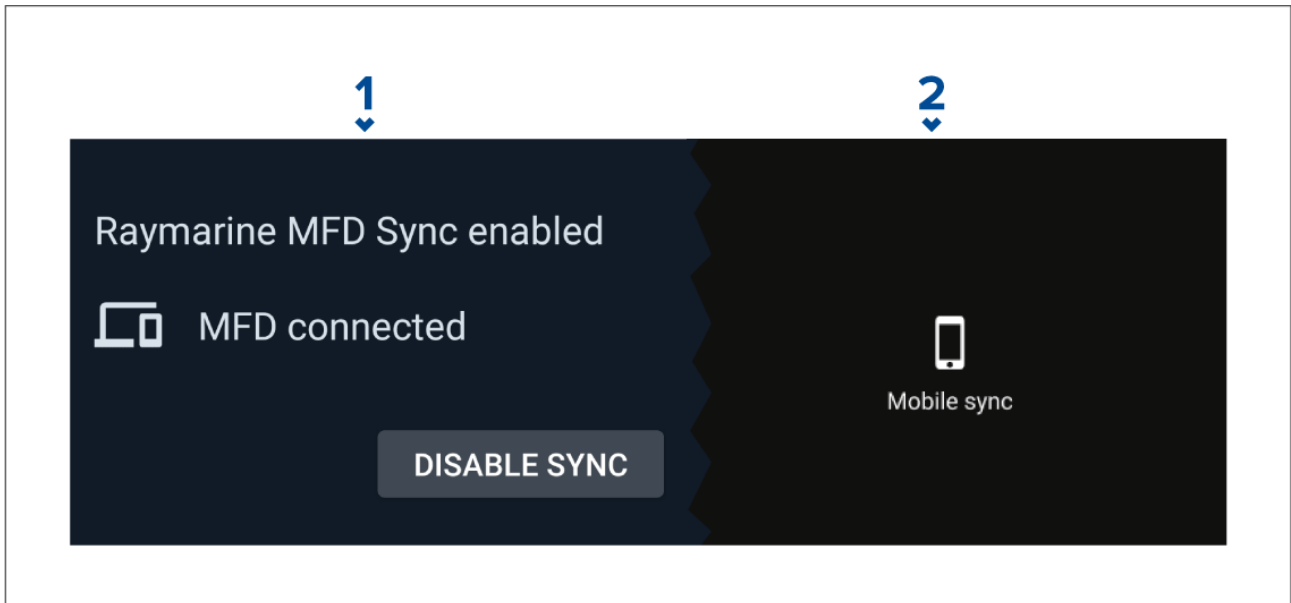 1
2
Raymarine MFD Sync enabled
MFD connected
Mobile sync
DISABLE SYNC